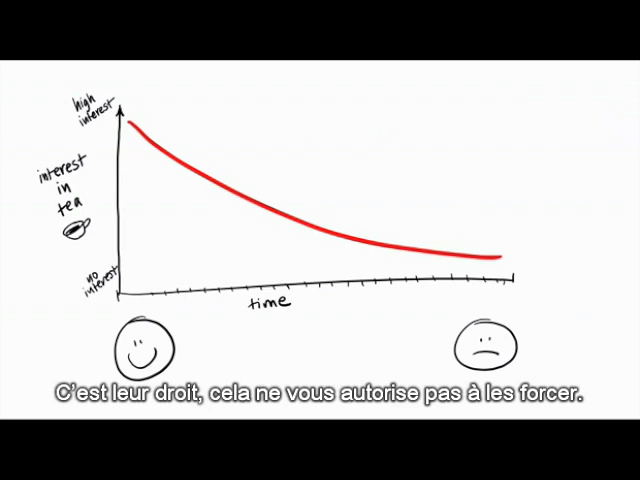 high
interest
interest
in
tea
no
interest
time
C'est leur droit, cela ne vous autorise pas à les forcer.